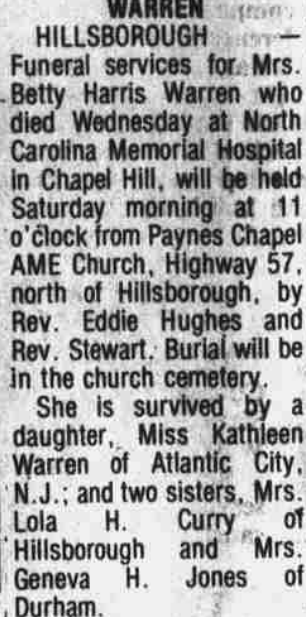 WARREN
HILLSBOROUGH —
Funeral services for Mrs.
Betty Harris Warren who
died Wednesday at North
Carolina Memorial Hospital
in Chapel Hill, will be held
Saturday morning at 11
o'clock from Paynes Chapel
AME Church, Highway 57,
north of Hillsborough, by
Rev. Eddie Hughes and
Rev. Stewart. Burial will be
in the church cemetery.
She is survived by a
daughter, Miss Kathleen
Warren of Atlantic City,
N.J.; and two sisters, Mrs.
Lola H. Curry of
Hillsborough and Mrs.
Geneva H. Jones of
Durham.